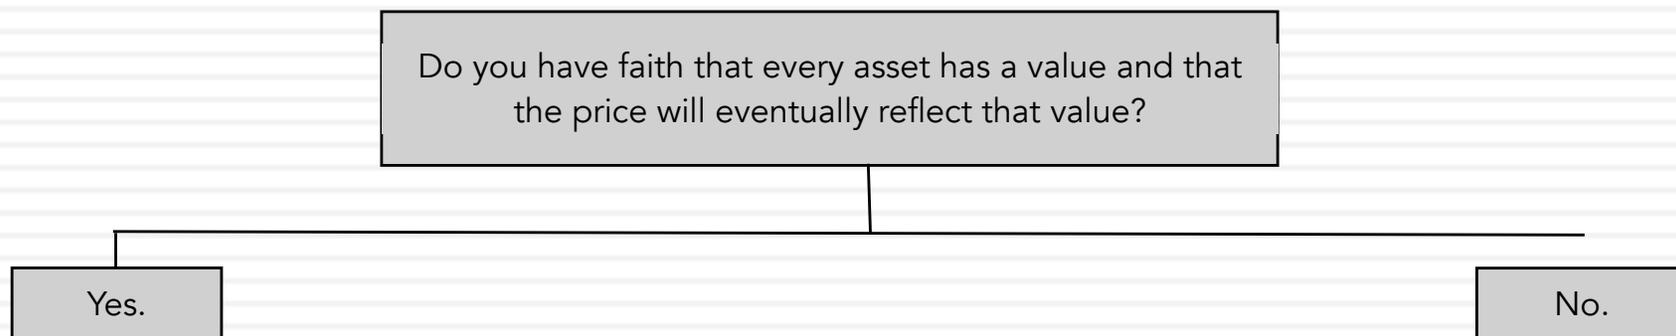 Do you have faith that every asset has a value and that
the price will eventually reflect that value?
Yes.
No.